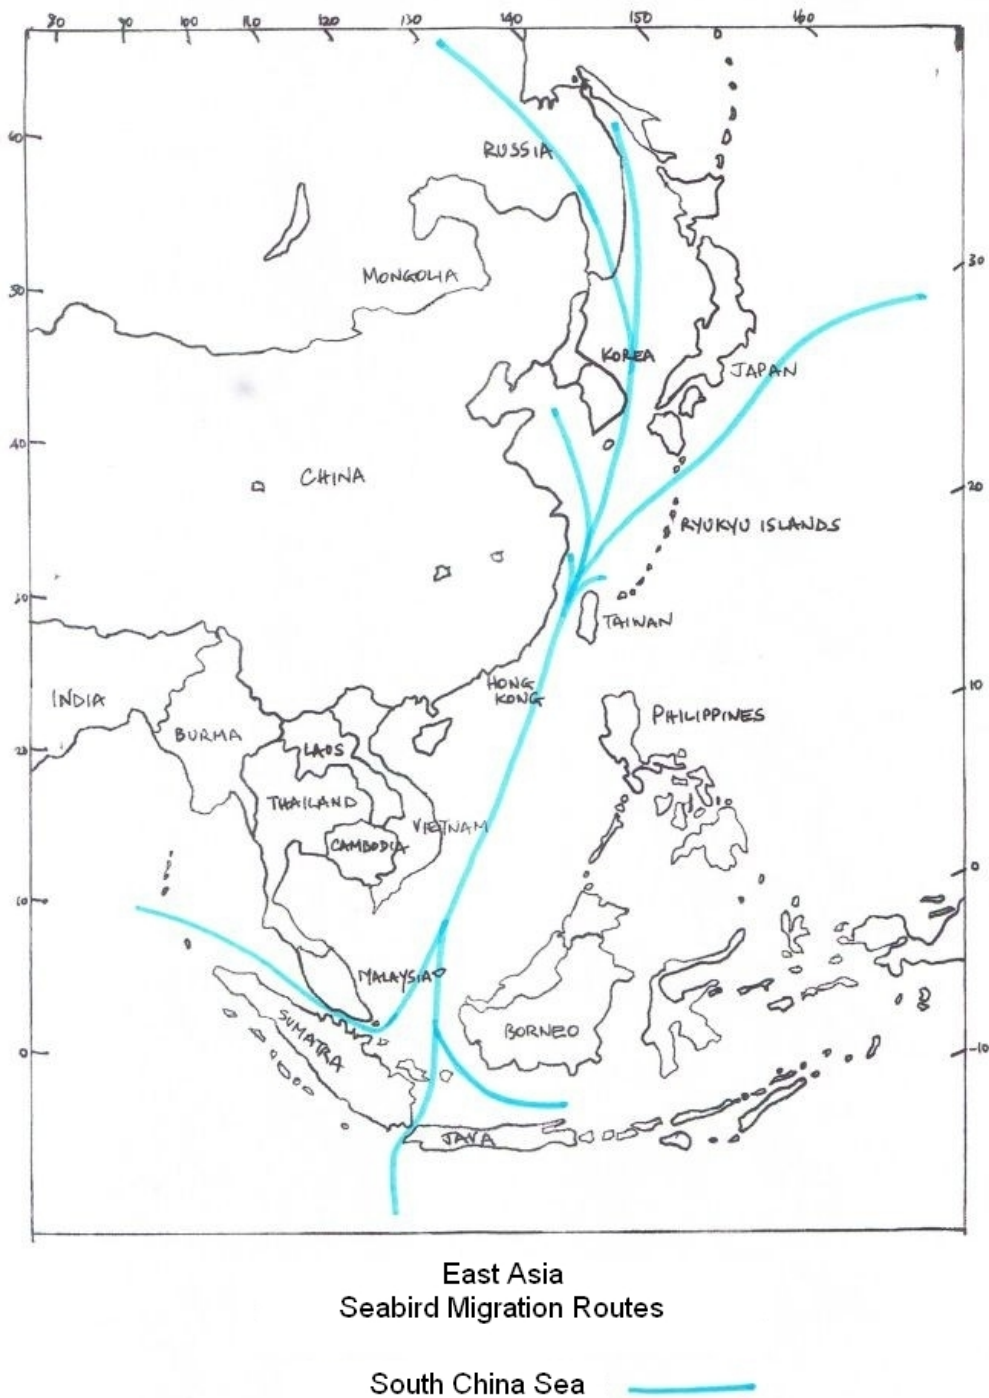 80 90 100 110 120 130 140 150 160
60
RUSSIA
MONGOLIA
30
50
KOREA
JAPAN
40
CHINA
20
RYUKYU ISLANDS
30
TAIWAN
HONG
KONG
10
INDIA
PHILIPPINES
BURMA
LAOS
20
THAILAND
VIETNAM
CAMBODIA
0
10
MALAYSIA
SUMATRA
BORNEO
0
-10
JAVA
East Asia
Seabird Migration Routes
South China Sea